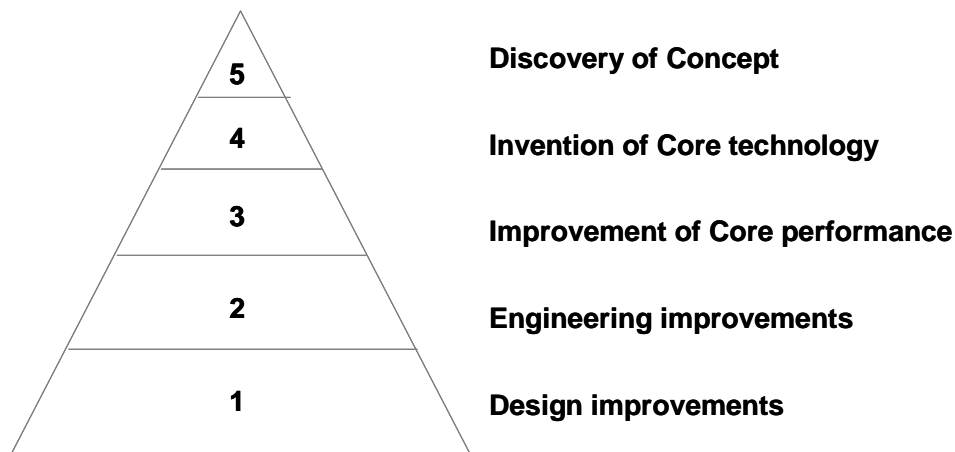 5 Discovery of Concept
4 Invention of Core technology
3 Improvement of Core performance
2 Engineering improvements
1 Design improvements